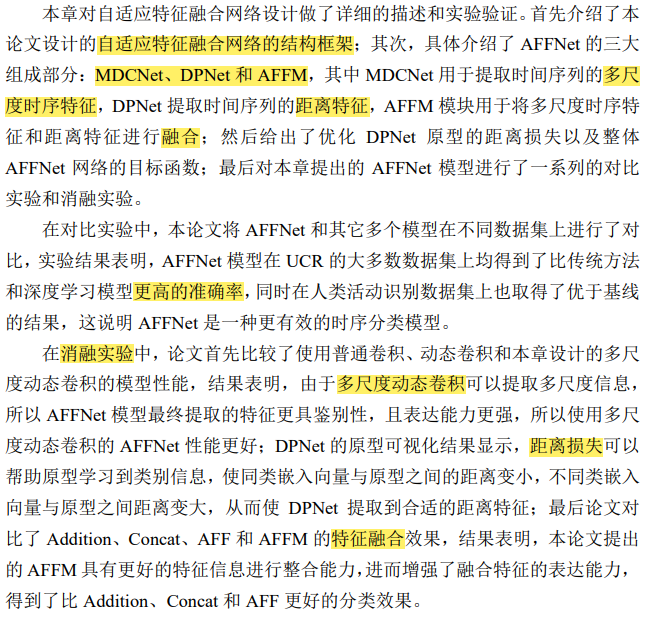 本章对自适应特征融合网络设计做了详细的描述和实验验证。首先介绍了本
论文设计的自适应特征融合网络的结构框架；其次，具体介绍了 AFFNet 的三大
组成部分：MDCNet、DPNet 和 AFFM，其中 MDCNet 用于提取时间序列的多尺
度时序特征，DPNet 提取时间序列的距离特征，AFFM 模块用于将多尺度时序特
征和距离特征进行融合；然后给出了优化 DPNet 原型的距离损失以及整体
AFFNet 网络的目标函数；最后对本章提出的 AFFNet 模型进行了一系列的对比
实验和消融实验。
在对比实验中，本论文将 AFFNet 和其它多个模型在不同数据集上进行了对
比，实验结果表明，AFFNet 模型在 UCR 的大多数数据集上均得到了比传统方法
和深度学习模型更高的准确率，同时在人类活动识别数据集上也取得了优于基线
的结果，这说明 AFFNet 是一种更有效的时序分类模型。
在消融实验中，论文首先比较了使用普通卷积、动态卷积和本章设计的多尺
度动态卷积的模型性能，结果表明，由于多尺度动态卷积可以提取多尺度信息，
所以 AFFNet 模型最终提取的特征更具鉴别性，且表达能力更强，所以使用多尺
度动态卷积的 AFFNet 性能更好；DPNet 的原型可视化结果显示，距离损失可以
帮助原型学习到类别信息，使同类嵌入向量与原型之间的距离变小，不同类嵌入
向量与原型之间距离变大，从而使 DPNet 提取到合适的距离特征；最后论文对
比了 Addition、Concat、AFF 和 AFFM 的特征融合效果，结果表明，本论文提出
的 AFFM 具有更好的特征信息进行整合能力，进而增强了融合特征的表达能力，
得到了比 Addition、Concat 和 AFF 更好的分类效果。